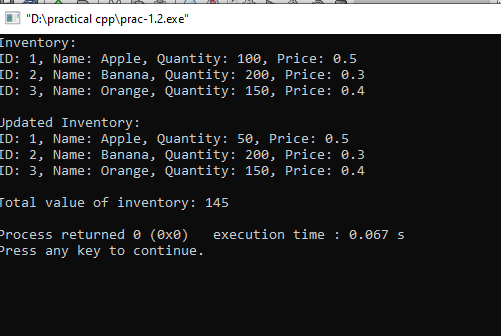 "D:\practical cpp\prac-1.2.exe"
Inventory:
ID: 1, Name: Apple, Quantity: 100, Price: 0.5
ID: 2, Name: Banana, Quantity: 200, Price: 0.3
ID: 3, Name: Orange, Quantity: 150, Price: 0.4
Updated Inventory:
ID: 1, Name: Apple, Quantity: 50, Price: 0.5
ID: 2, Name: Banana, Quantity: 200, Price: 0.3
ID: 3, Name: Orange, Quantity: 150, Price: 0.4
Total value of inventory: 145
Process returned 0 (0x0)   execution time : 0.067 s
Press any key to continue.